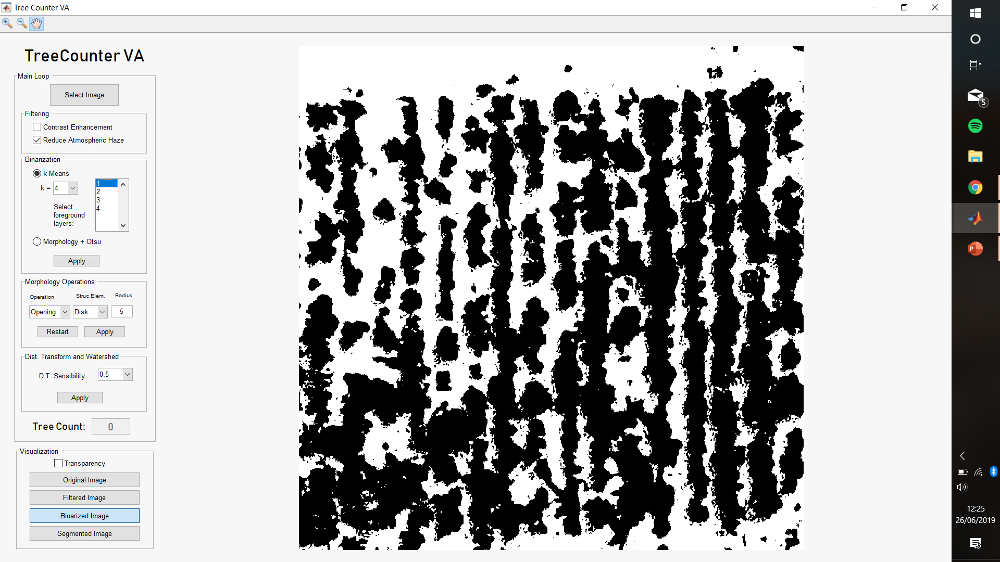 Tree Counter VA
TreeCounter VA
Main Loop
Select Image
Filtering
Contrast Enhancement
Reduce Atmospheric Haze
Binarization
k-Means
k = 4
1
2
3
4
Select
foreground
layers:
Morphology + Otsu
Apply
Morphology Operations
Operation Struc.Elem. Radius
Opening Disk 5
Restart Apply
Dist. Transform and Watershed
D.T. Sensibility 0.5
Apply
Tree Count: 0
Visualization
Transparency
Original Image
Filtered Image
Binarized Image
Segmented Image
5
P
12:25
26/06/2019